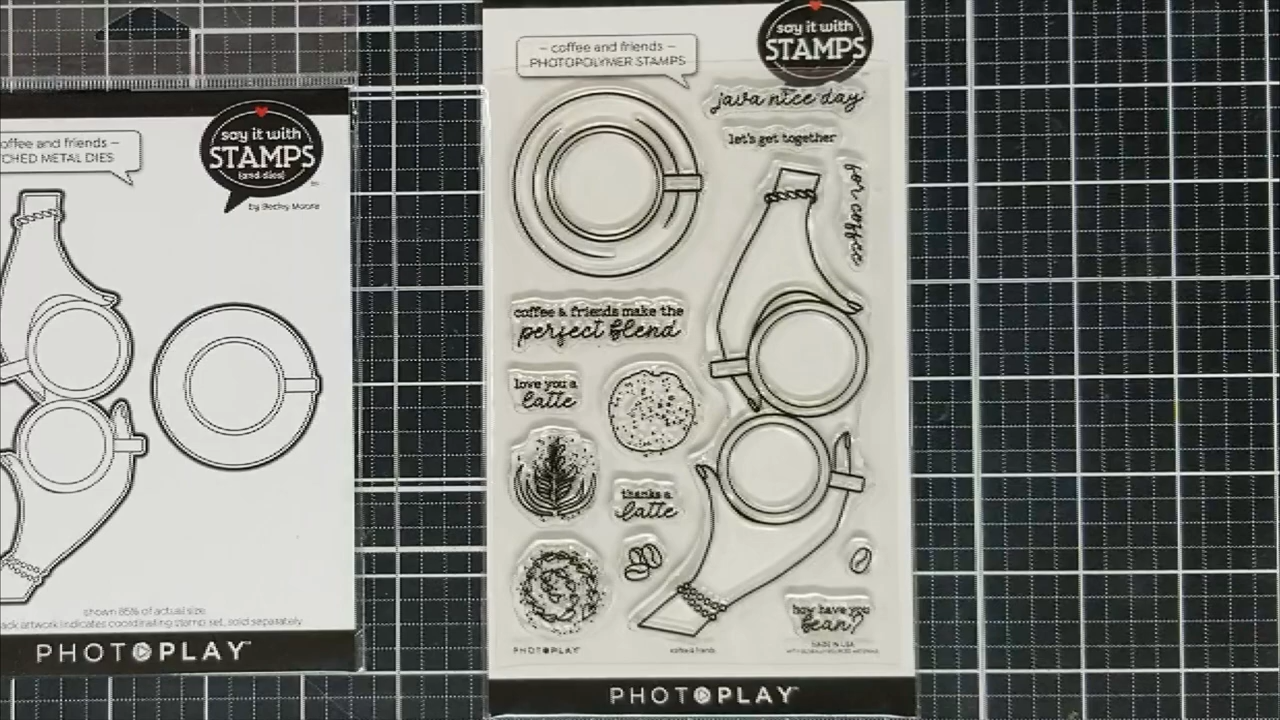 offee and friends –
CHED METAL DIES
say it with
STAMPS
(and dies)
by Becky Moore
shown 85% of actual size.
ack artwork indicates coordinating stamp set, sold separately.
PHOTOPLAY™
– coffee and friends –
PHOTOPOLYMER STAMPS
say it with
STAMPS
java nice day
let's get together
for coffee
coffee & friends make the
perfect blend
love you a
latte
thanks a
latte
how have you
bean?
PHOTOPLAY
coffee & friends
MADE IN USA
PHOTOPLAY™